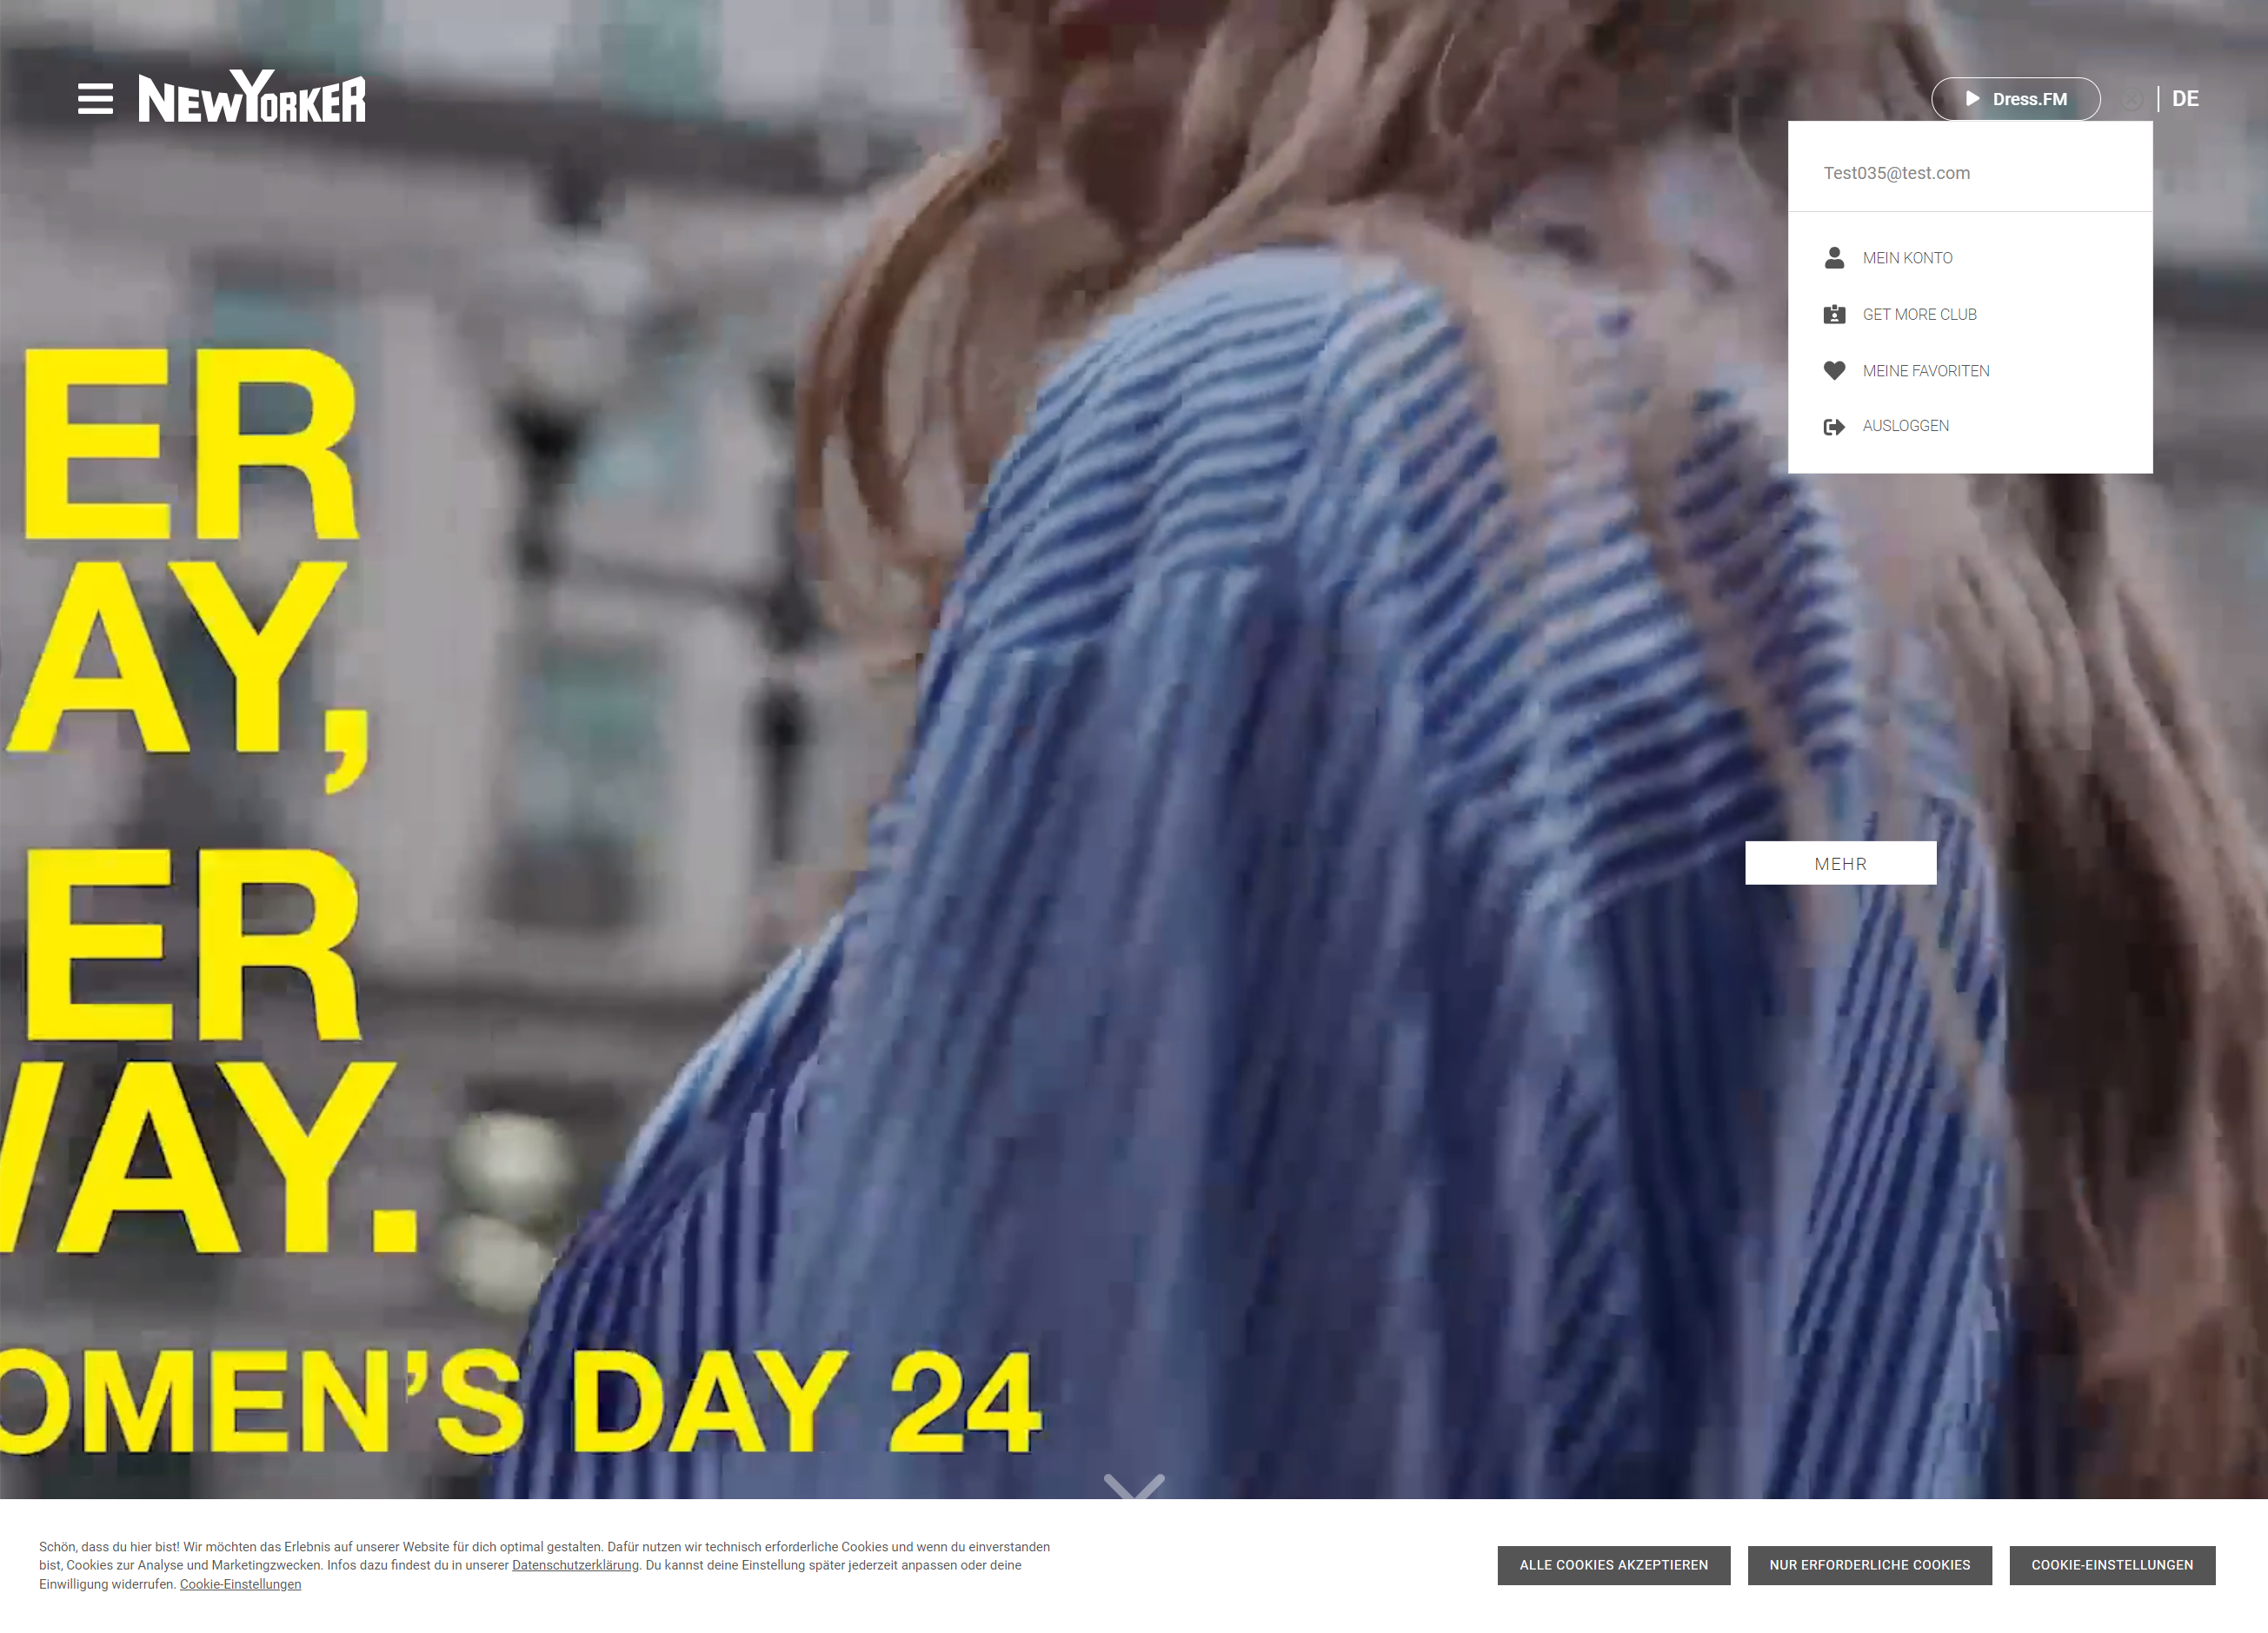 NEWYORKER
Dress.FM
DE
Test035@test.com
MEIN KONTO
GET MORE CLUB
MEINE FAVORITEN
AUSLOGGEN
ER
AY,
ER
WAY.
MEHR
OMEN'S DAY 24
Schön, dass du hier bist! Wir möchten das Erlebnis auf unserer Website für dich optimal gestalten. Dafür nutzen wir technisch erforderliche Cookies und wenn du einverstanden
bist, Cookies zur Analyse und Marketingzwecken. Infos dazu findest du in unserer Datenschutzerklärung. Du kannst deine Einstellung später jederzeit anpassen oder deine
Einwilligung widerrufen. Cookie-Einstellungen
ALLE COOKIES AKZEPTIEREN
NUR ERFORDERLICHE COOKIES
COOKIE-EINSTELLUNGEN